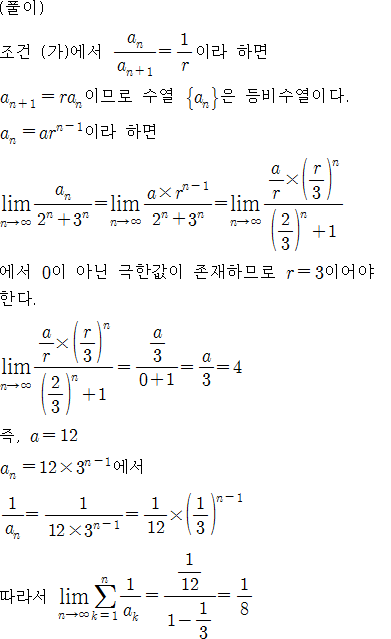 (풀이)
조건 (가)에서 $\frac{a_n}{a_{n+1}}=\frac{1}{r}$이라 하면
$a_{n+1}=ra_n$이므로 수열 $\{a_n\}$은 등비수열이다.
$a_n=ar^{n-1}$이라 하면
$\lim_{n\to\infty}\frac{a_n}{2^n+3^n}=\lim_{n\to\infty}\frac{a\times r^{n-1}}{2^n+3^n}=\lim_{n\to\infty}\frac{\frac{a}{r}\times\left(\frac{r}{3}\right)^n}{\left(\frac{2}{3}\right)^n+1}$
에서 0이 아닌 극한값이 존재하므로 $r=3$이어야
한다.
$\lim_{n\to\infty}\frac{\frac{a}{r}\times\left(\frac{r}{3}\right)^n}{\left(\frac{2}{3}\right)^n+1}=\frac{\frac{a}{3}}{0+1}=\frac{a}{3}=4$
즉, $a=12$
$a_n=12\times3^{n-1}$에서
$\frac{1}{a_n}=\frac{1}{12\times3^{n-1}}=\frac{1}{12}\times\left(\frac{1}{3}\right)^{n-1}$
따라서 $\lim_{n\to\infty}\sum_{k=1}^{n}\frac{1}{a_k}=\frac{\frac{1}{12}}{1-\frac{1}{3}}=\frac{1}{8}$